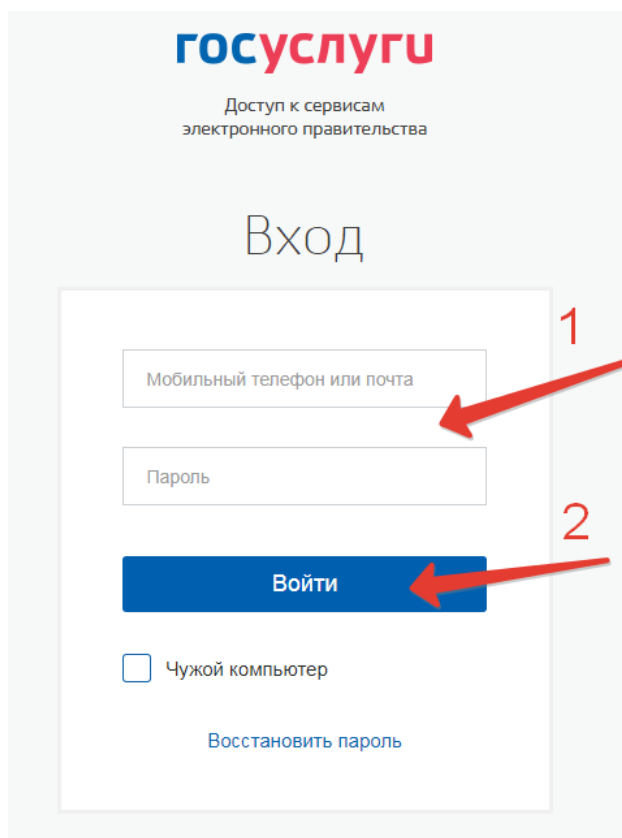 госуслуги
Доступ к сервисам
электронного правительства
Вход
1
Мобильный телефон или почта
Пароль
2
Войти
Чужой компьютер
Восстановить пароль